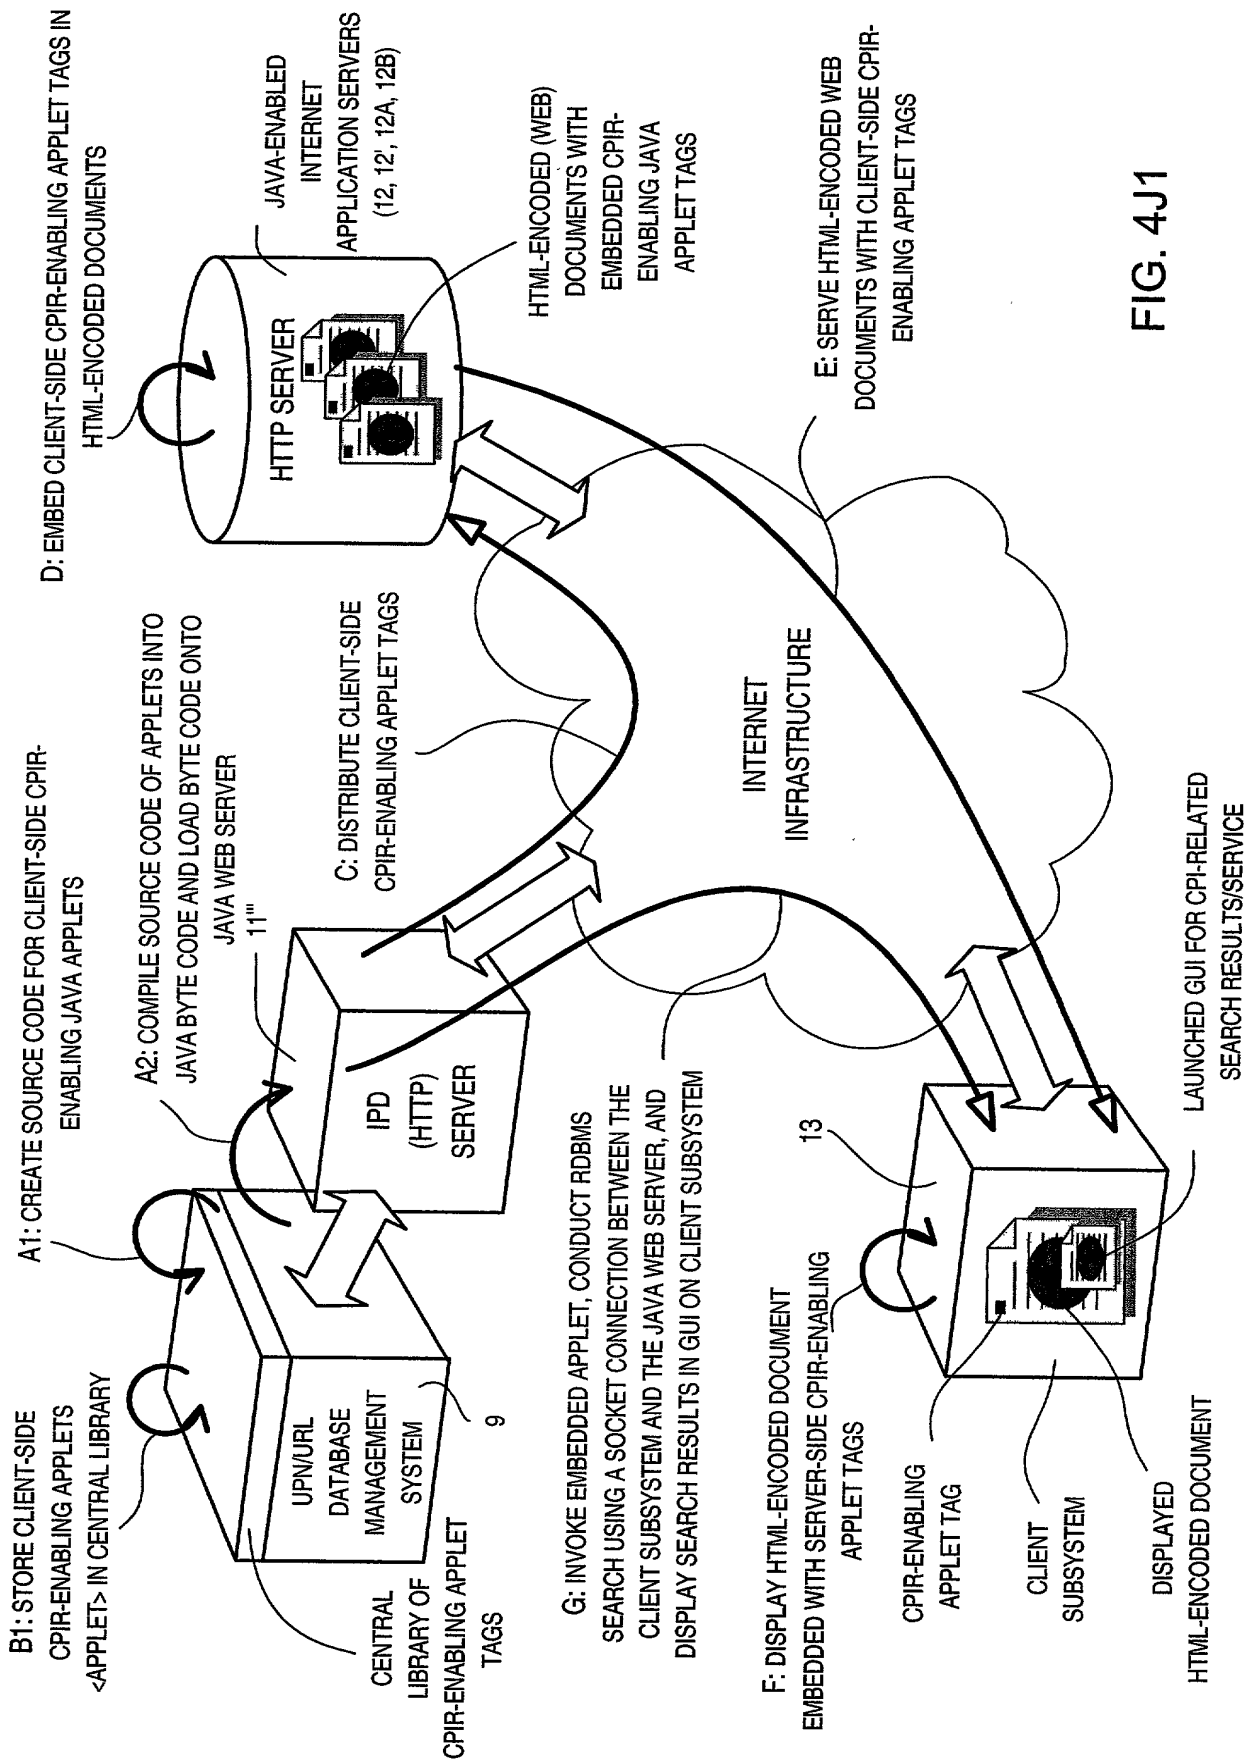 B1: STORE CLIENT-SIDE
CPIR-ENABLING APPLETS
<APPLET> IN CENTRAL LIBRARY
A1: CREATE SOURCE CODE FOR CLIENT-SIDE CPIR-
ENABLING JAVA APPLETS
A2: COMPILE SOURCE CODE OF APPLETS INTO
JAVA BYTE CODE AND LOAD BYTE CODE ONTO
JAVA WEB SERVER
11'''
D: EMBED CLIENT-SIDE CPIR-ENABLING APPLET TAGS IN
HTML-ENCODED DOCUMENTS
JAVA-ENABLED
INTERNET
APPLICATION SERVERS
(12, 12', 12A, 12B)
HTTP SERVER
HTML-ENCODED (WEB)
DOCUMENTS WITH
EMBEDDED CPIR-
ENABLING JAVA
APPLET TAGS
UPN/URL
DATABASE
MANAGEMENT
SYSTEM
9
IPD
(HTTP)
SERVER
C: DISTRIBUTE CLIENT-SIDE
CPIR-ENABLING APPLET TAGS
CENTRAL
LIBRARY OF
CPIR-ENABLING APPLET
TAGS
INTERNET
INFRASTRUCTURE
E: SERVE HTML-ENCODED WEB
DOCUMENTS WITH CLIENT-SIDE CPIR-
ENABLING APPLET TAGS
G: INVOKE EMBEDDED APPLET, CONDUCT RDBMS
SEARCH USING A SOCKET CONNECTION BETWEEN THE
CLIENT SUBSYSTEM AND THE JAVA WEB SERVER, AND
DISPLAY SEARCH RESULTS IN GUI ON CLIENT SUBSYSTEM
F: DISPLAY HTML-ENCODED DOCUMENT
EMBEDDED WITH SERVER-SIDE CPIR-ENABLING
APPLET TAGS
13
CPIR-ENABLING
APPLET TAG
CLIENT
SUBSYSTEM
DISPLAYED
HTML-ENCODED DOCUMENT
LAUNCHED GUI FOR CPI-RELATED
SEARCH RESULTS/SERVICE
FIG. 4J1